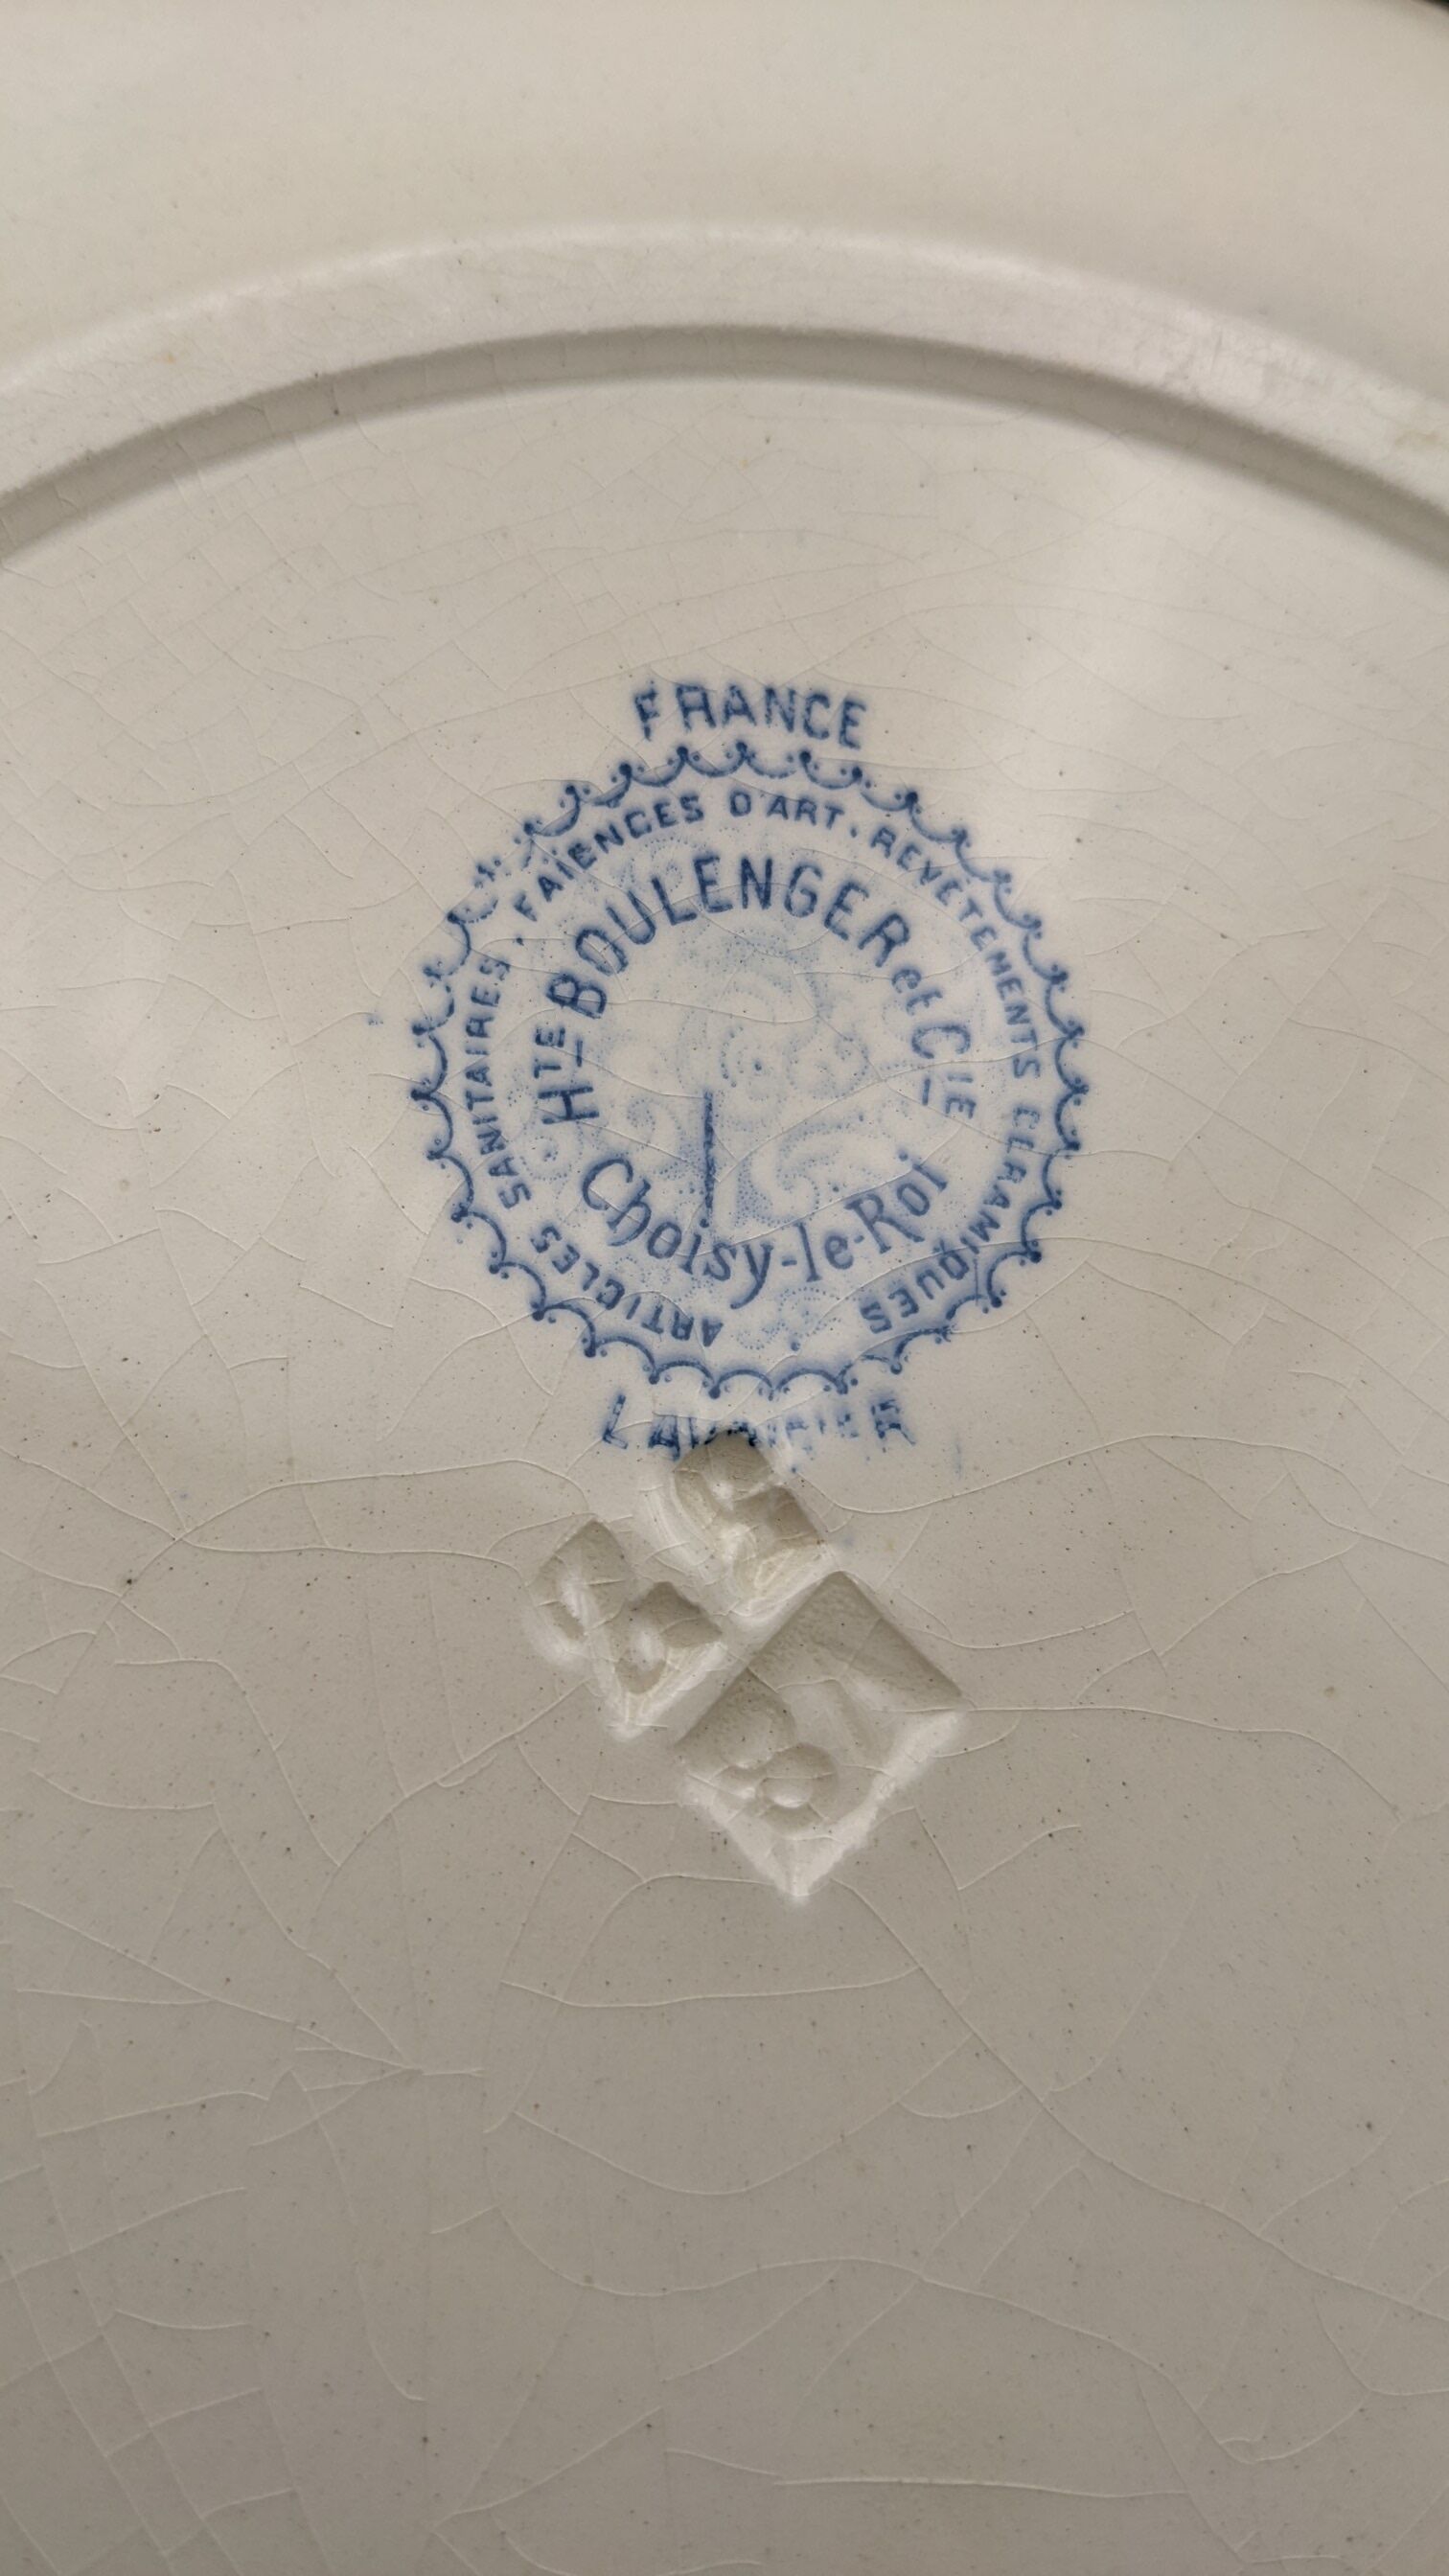 FRANCE
ARTICLES SANITAIRES . FAÏENCES D'ART . REVÊTEMENTS CÉRAMIQUES
HTE BOULENGER et CIE
Choisy-le-Roi